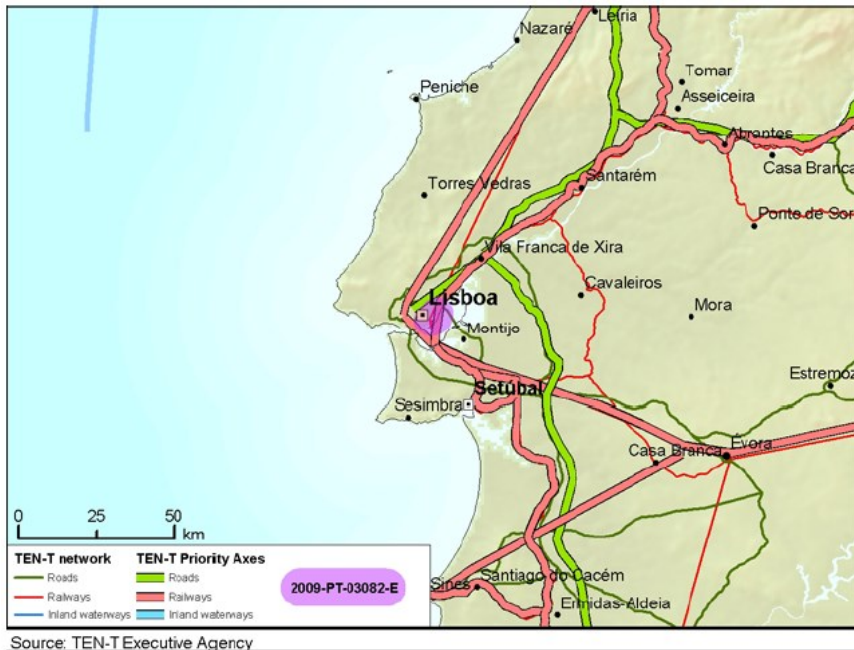 Leiria
Nazaré
Tomar
Peniche
Asseiceira
Abrantes
Casa Branca
Santarém
Torres Vedras
Ponte de Sor
Vila Franca de Xira
Cavaleiros
Lisboa
Mora
Montijo
Estremoz
Setúbal
Sesimbra
Évora
Casa Branca
0 25 50
km
TEN-T network TEN-T Priority Axes
Roads Roads
Railways Railways
Inland waterways Inland waterways
2009-PT-03082-E
Sines Santiago do Cacém
Ermidas-Aldeia
Source: TEN-T Executive Agency